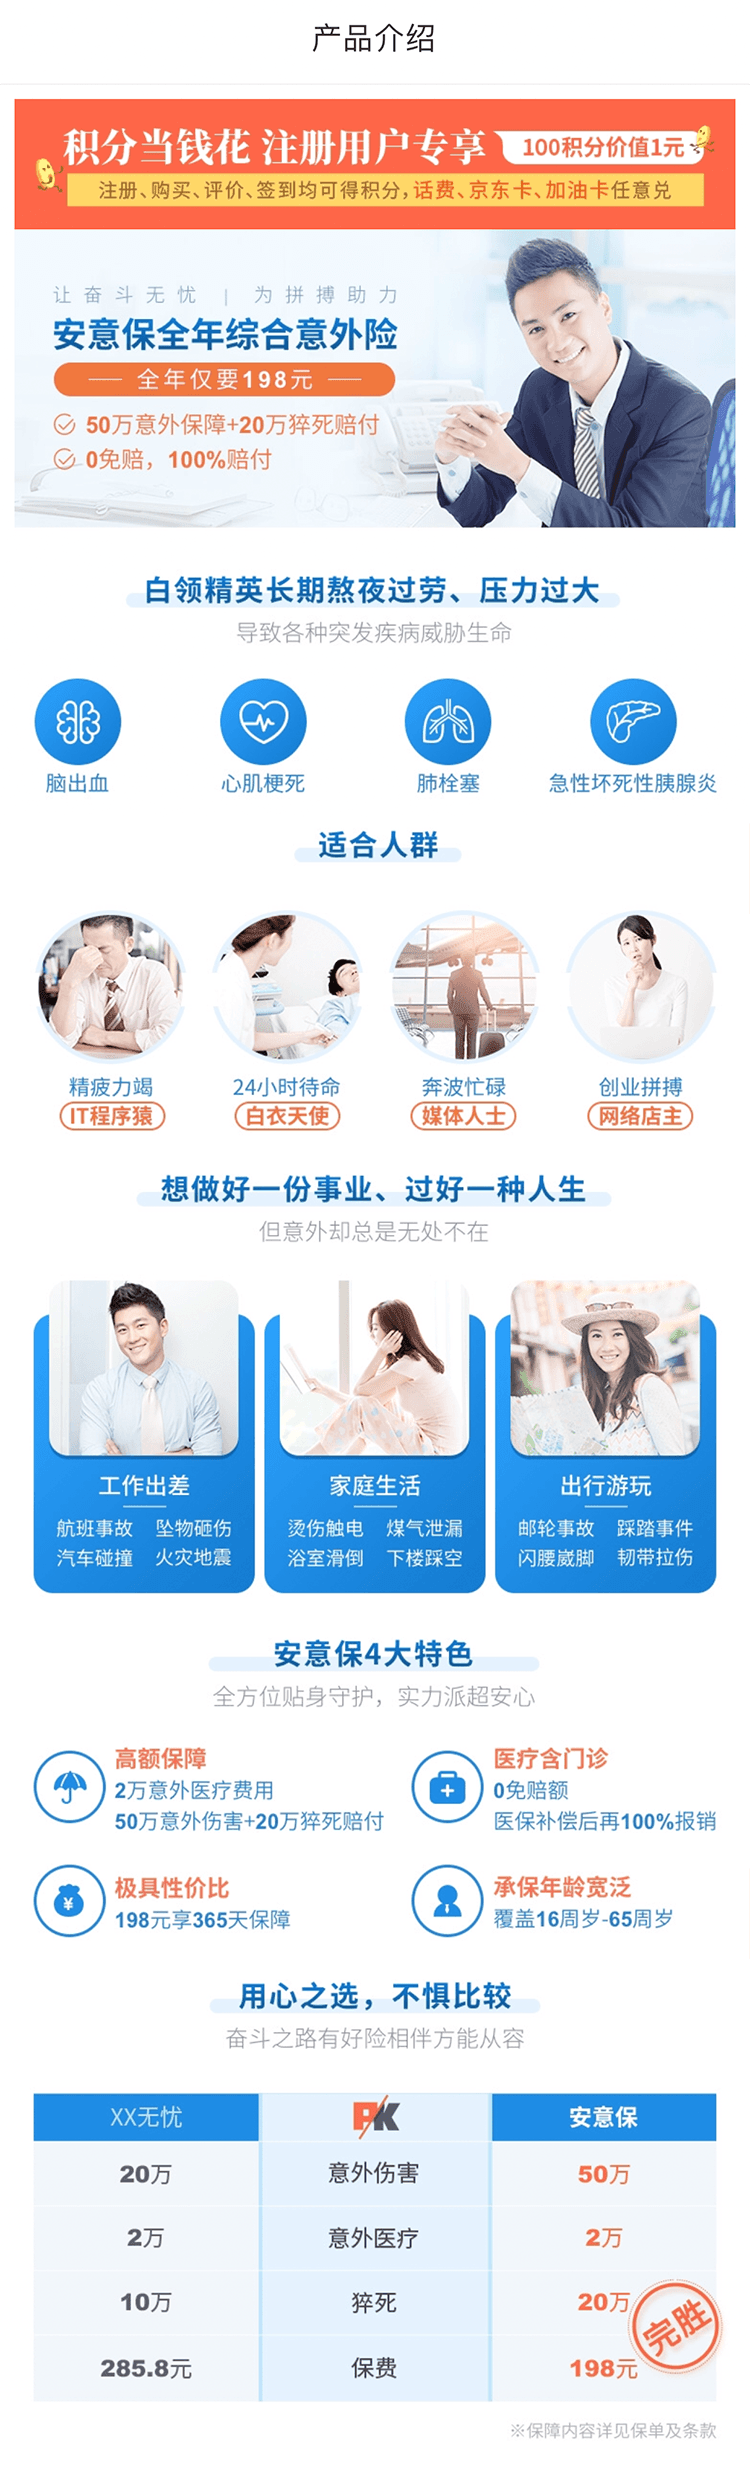 产品介绍
积分当钱花 注册用户专享 100积分价值1元
注册、购买、评价、签到均可得积分，话费、京东卡、加油卡任意兑
让奋斗无忧 | 为拼搏助力
安意保全年综合意外险
全年仅要198元
50万意外保障+20万猝死赔付
0免赔，100%赔付
白领精英长期熬夜过劳、压力过大
导致各种突发疾病威胁生命
脑出血 心肌梗死 肺栓塞 急性坏死性胰腺炎
适合人群
精疲力竭 24小时待命 奔波忙碌 创业拼搏
IT程序猿 白衣天使 媒体人士 网络店主
想做好一份事业、过好一种人生
但意外却总是无处不在
工作出差 家庭生活 出行游玩
航班事故 坠物砸伤 烫伤触电 煤气泄漏 邮轮事故 踩踏事件
汽车碰撞 火灾地震 浴室滑倒 下楼踩空 闪腰崴脚 韧带拉伤
安意保4大特色
全方位贴身守护，实力派超安心
高额保障
2万意外医疗费用
50万意外伤害+20万猝死赔付
医疗含门诊
0免赔额
医保补偿后再100%报销
极具性价比
198元享365天保障
承保年龄宽泛
覆盖16周岁-65周岁
用心之选，不惧比较
奋斗之路有好险相伴方能从容
XX无忧 PK 安意保
20万 意外伤害 50万
2万 意外医疗 2万
10万 猝死 20万
完胜
285.8元 保费 198元
※保障内容详见保单及条款